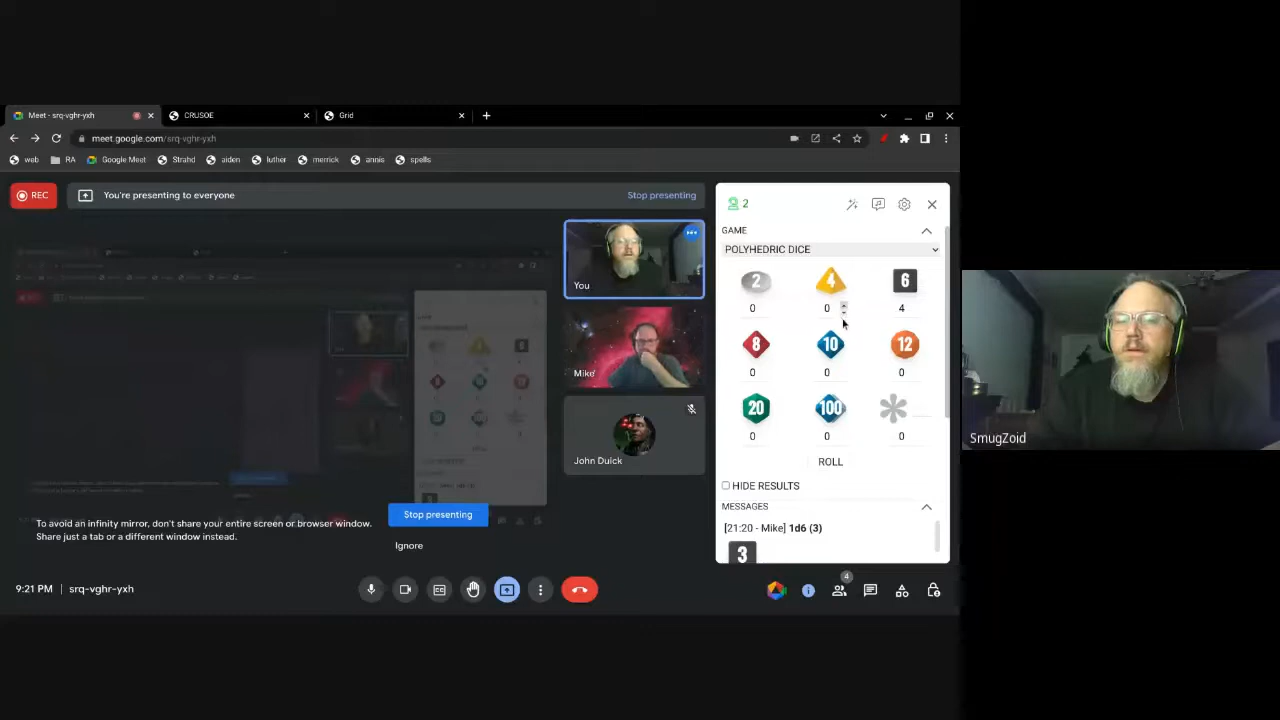 Meet - srq-vghr-yxh
CRUSOE
Grid
meet.google.com/srq-vghr-yxh
web
RA
Google Meet
Strahd
aiden
luther
merrick
annis
spells
REC
You're presenting to everyone
Stop presenting
2
GAME
POLYHEDRIC DICE
2
4
6
0
0
4
8
10
12
0
0
0
20
100
0
0
0
ROLL
HIDE RESULTS
MESSAGES
[21:20 - Mike] 1d6 (3)
3
You
Mike
John Duick
To avoid an infinity mirror, don't share your entire screen or browser window.
Share just a tab or a different window instead.
Stop presenting
Ignore
9:21 PM | srq-vghr-yxh
4
SmugZoid